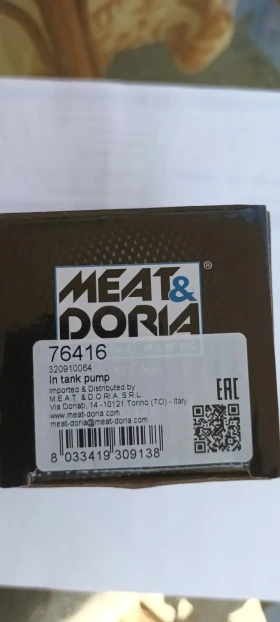 MEAT&
DORIA®
76416
320910064
In tank pump
Imported & Distributed by
M.E.A.T. & D.O.R.I.A. S.R.L.
Via Donati, 14 -10121 Torino (TO) - Italy
www.meat-doria.com
meat-doria@meat-doria.com
EAC
8 033419 309138